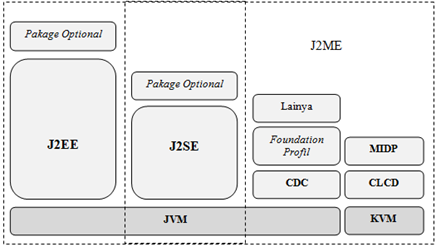 Pakage Optional
J2EE
Pakage Optional
J2SE
J2ME
Lainya
Foundation
Profil
CDC
MIDP
CLCD
JVM
KVM